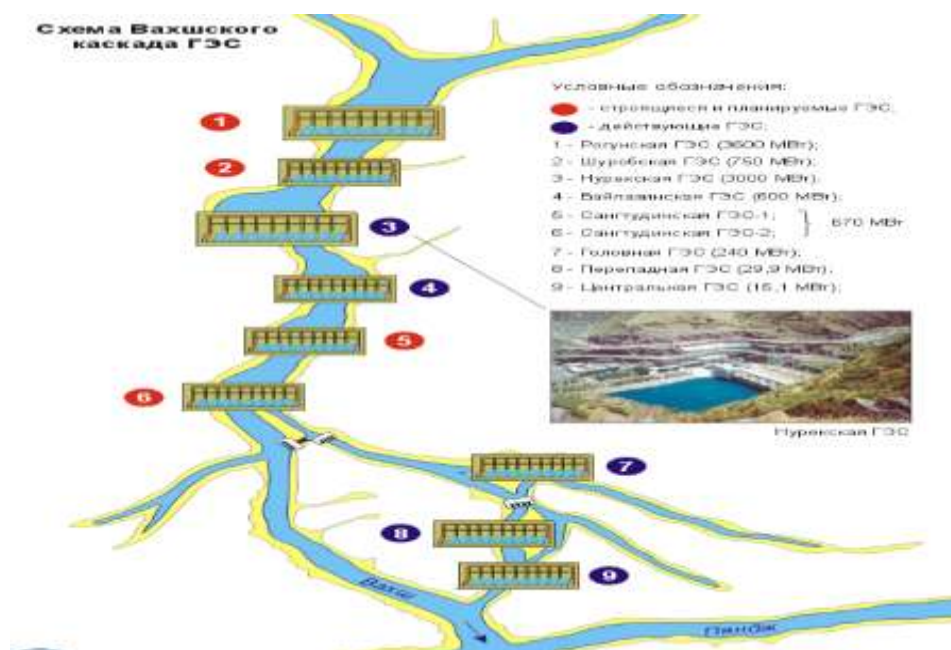 Схема Вахшского
каскада ГЭС
Условные обозначения:
- строящиеся и планируемые ГЭС;
- действующие ГЭС;
1 - Рогунская ГЭС (3600 МВт);
2 - Шуробская ГЭС (750 МВт);
3 - Нурекская ГЭС (3000 МВт);
4 - Байпазинская ГЭС (600 МВт);
5 - Сангтудинская ГЭС-1;
6 - Сангтудинская ГЭС-2;
670 МВт
7 - Головная ГЭС (240 МВт);
8 - Перепадная ГЭС (29,9 МВт);
9 - Центральная ГЭС (15,1 МВт);
1
2
3
4
5
6
Нурекская ГЭС
7
8
9
Вахш
Пяндж